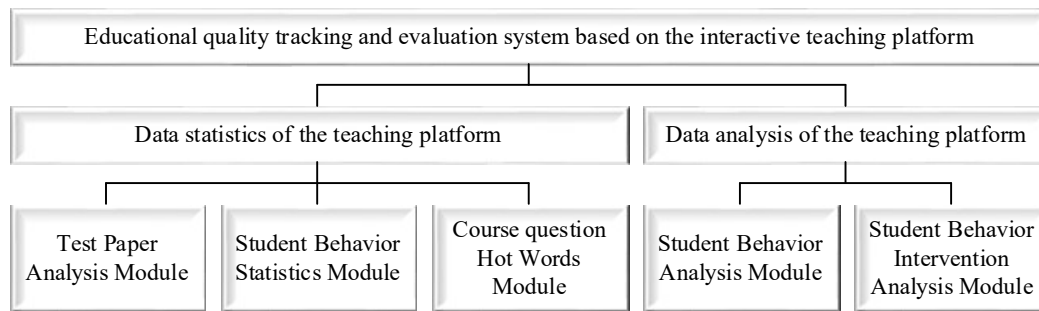 Educational quality tracking and evaluation system based on the interactive teaching platform
Data statistics of the teaching platform
Data analysis of the teaching platform
Test Paper
Analysis Module
Student Behavior
Statistics Module
Course question
Hot Words
Module
Student Behavior
Analysis Module
Student Behavior
Intervention
Analysis Module